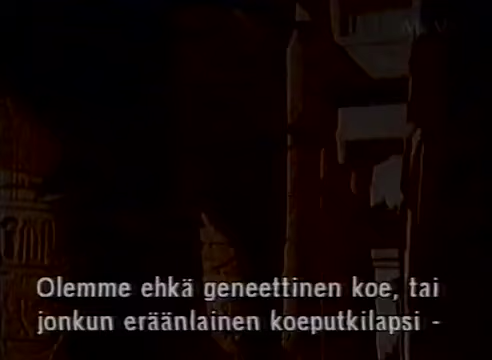 Olemme ehkä geneettinen koe, tai
jonkun eräänlainen koeputkilapsi -